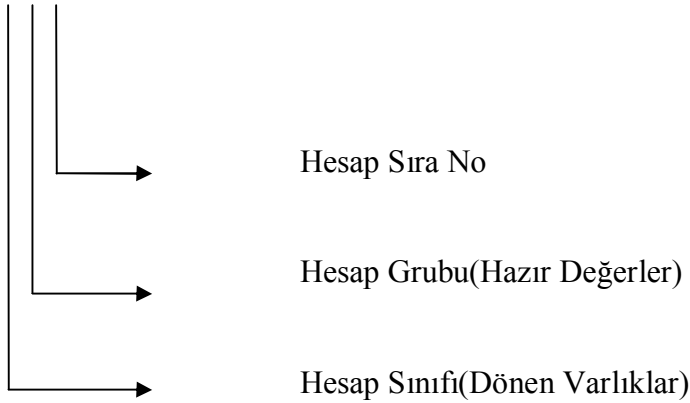 Hesap Sıra No
Hesap Grubu(Hazır Değerler)
Hesap Sınıfı(Dönen Varlıklar)